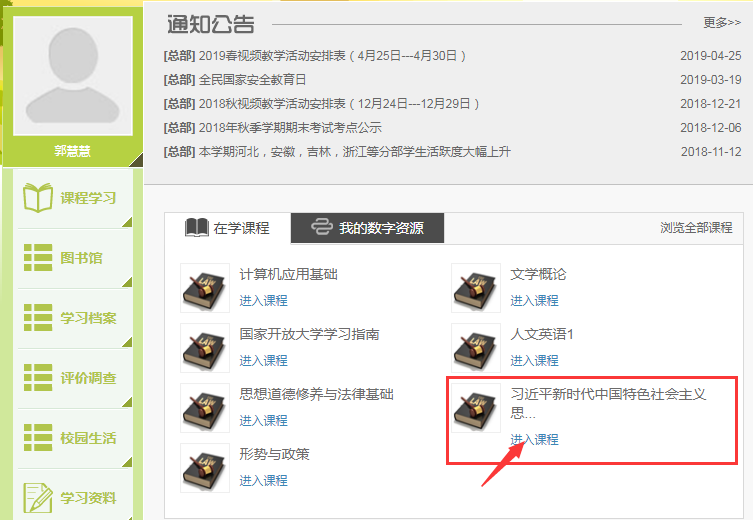 通知公告
更多>>
[总部] 2019春视频教学活动安排表（4月25日---4月30日） 2019-04-25
[总部] 全民国家安全教育日 2019-03-19
[总部] 2018秋视频教学活动安排表（12月24日---12月29日） 2018-12-21
[总部] 2018年秋季学期期末考试考点公示 2018-12-06
[总部] 本学期河北，安徽，吉林，浙江等分部学生活跃度大幅上升 2018-11-12
郭慧慧
课程学习
图书馆
学习档案
评价调查
校园生活
学习资料
在学课程
我的数字资源
浏览全部课程
LAW
计算机应用基础
进入课程
LAW
文学概论
进入课程
LAW
国家开放大学学习指南
进入课程
LAW
人文英语1
进入课程
LAW
思想道德修养与法律基础
进入课程
LAW
习近平新时代中国特色社会主义
思...
进入课程
LAW
形势与政策
进入课程